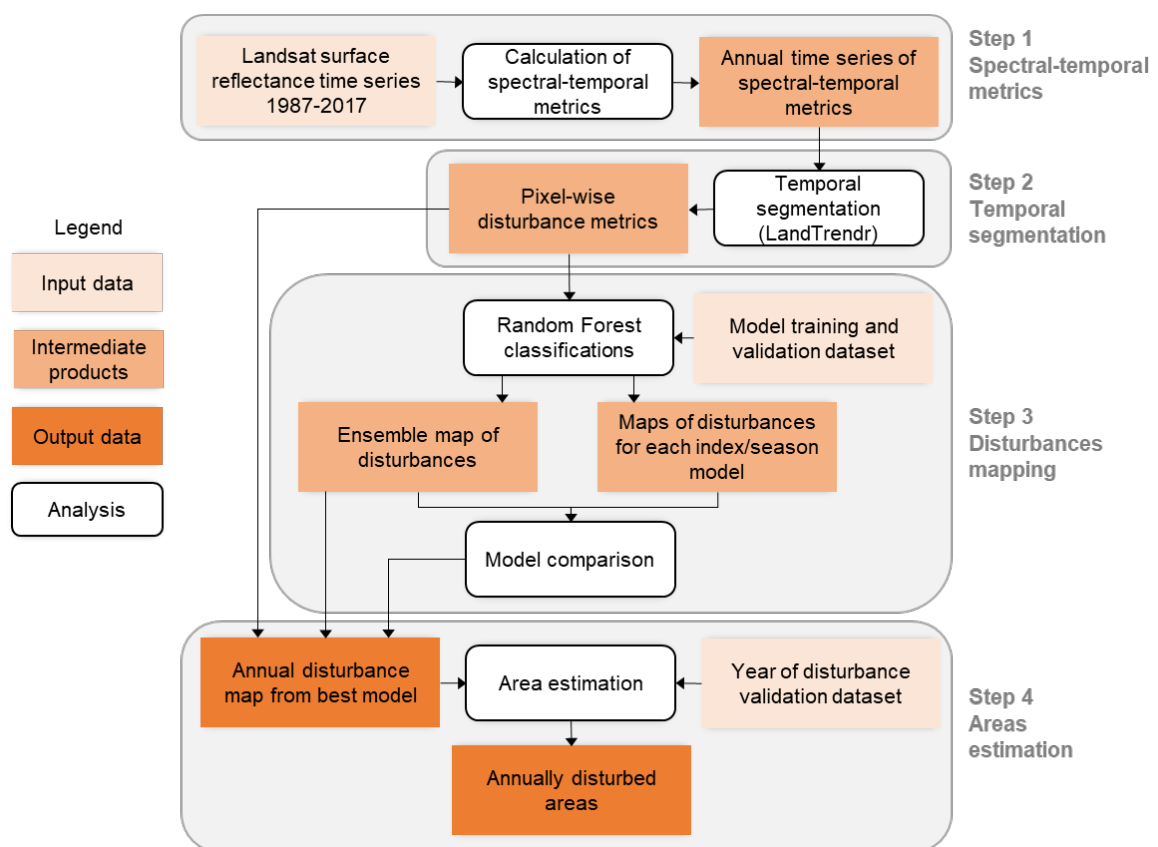 Landsat surface
reflectance time series
1987-2017
Calculation of
spectral-temporal
metrics
Annual time series of
spectral-temporal
metrics
Step 1
Spectral-temporal
metrics
Pixel-wise
disturbance metrics
Temporal
segmentation
(LandTrendr)
Step 2
Temporal
segmentation
Legend
Input data
Intermediate
products
Output data
Analysis
Random Forest
classifications
Model training and
validation dataset
Ensemble map of
disturbances
Maps of disturbances
for each index/season
model
Model comparison
Step 3
Disturbances
mapping
Annual disturbance
map from best model
Area estimation
Year of disturbance
validation dataset
Annually disturbed
areas
Step 4
Areas
estimation